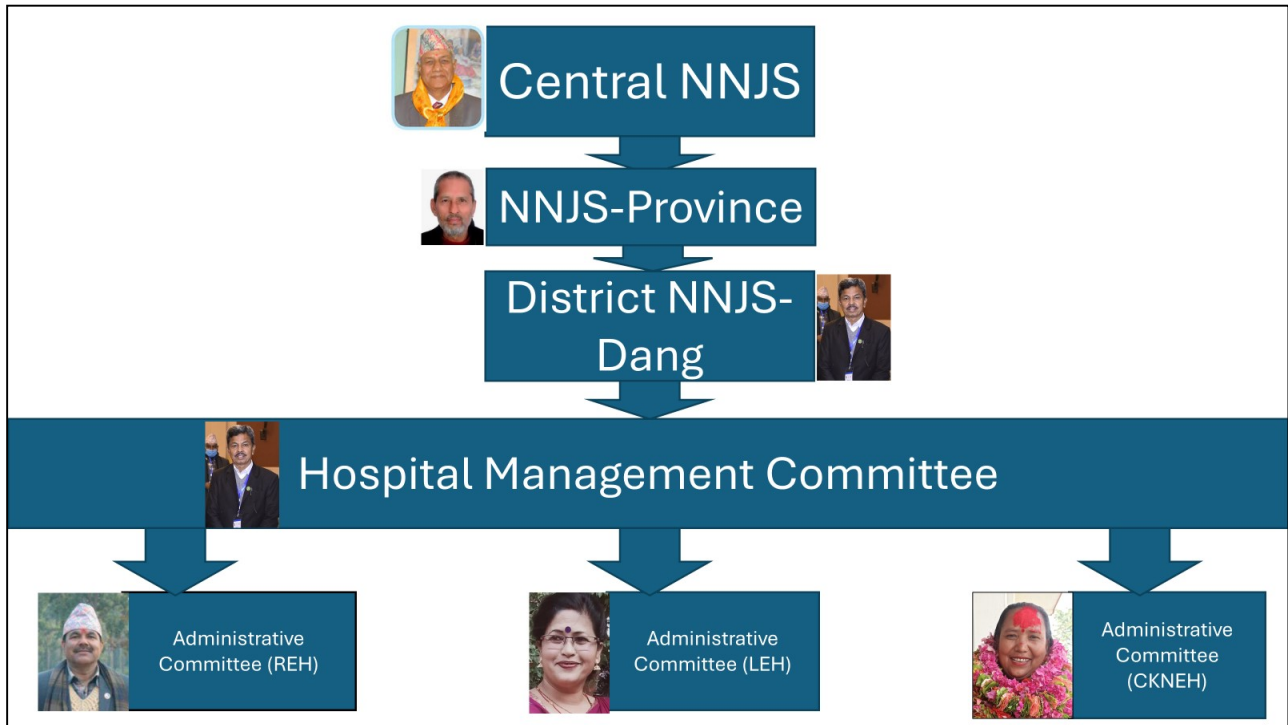 Central NNJS
NNJS-Province
District NNJS-
Dang
Hospital Management Committee
Administrative
Committee (REH)
Administrative
Committee (LEH)
Administrative
Committee
(CKNEH)